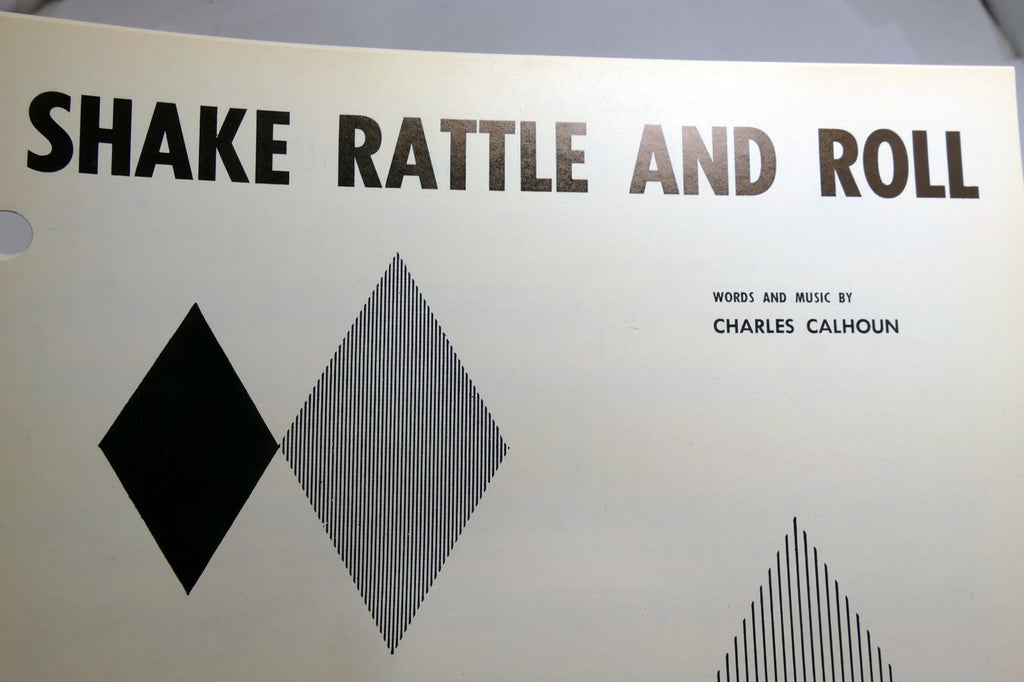 SHAKE RATTLE AND ROLL
WORDS AND MUSIC BY
CHARLES CALHOUN